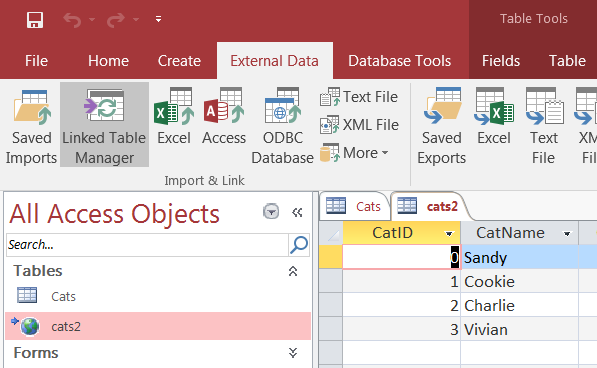 Table Tools
File Home Create External Data Database Tools Fields Table
Saved Imports
Linked Table Manager
Excel
Access
ODBC Database
Text File
XML File
More
Saved Exports
Excel
Text File
File
Import & Link
All Access Objects
Search...
Tables
Cats
cats2
Forms
Cats cats2
CatID CatName
0 Sandy
1 Cookie
2 Charlie
3 Vivian